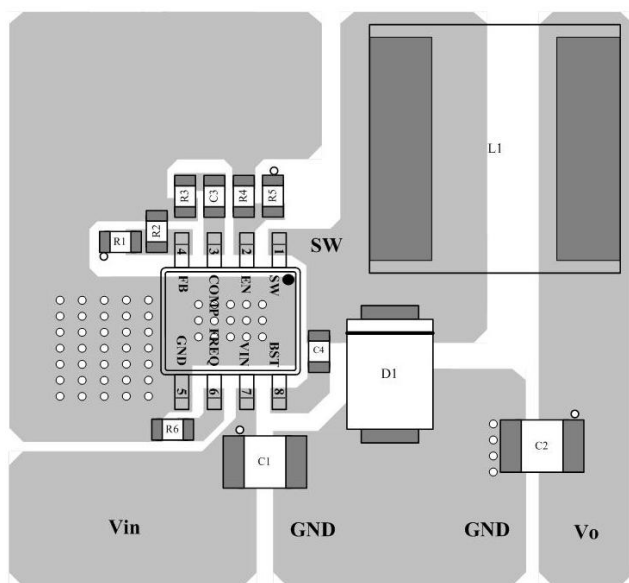 L1
R3
C3
R4
R5
R1
R2
SW
4
3
2
1
FB
COMP
EN
SW
GND
FREQ
VIN
BST
5
6
7
8
C4
D1
R6
C1
C2
Vin
GND
GND
Vo